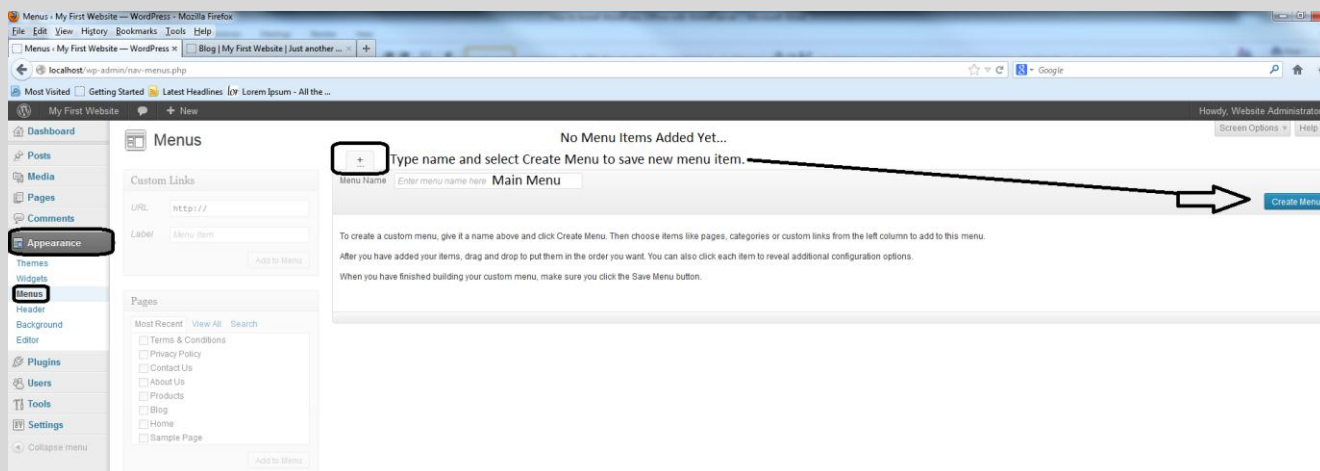 Menus ‹ My First Website — WordPress - Mozilla Firefox
File Edit View History Bookmarks Tools Help
Menus ‹ My First Website — WordPress × Blog | My First Website | Just another ... × +
localhost/wp-admin/nav-menus.php Google
Most Visited Getting Started Latest Headlines Lorem Ipsum - All the ...
My First Website + New Howdy, Website Administrator
Screen Options Help
Dashboard
Posts
Media
Pages
Comments
Appearance
Themes
Widgets
Menus
Header
Background
Editor
Plugins
Users
Tools
Settings
Collapse menu
Menus
Custom Links
URL http://
Label Menu Item
Add to Menu
Pages
Most Recent View All Search
Terms & Conditions
Privacy Policy
Contact Us
About Us
Products
Blog
Home
Sample Page
Add to Menu
No Menu Items Added Yet...
+ Type name and select Create Menu to save new menu item.
Menu Name Enter menu name here Main Menu
Create Menu
To create a custom menu, give it a name above and click Create Menu. Then choose items like pages, categories or custom links from the left column to add to this menu.
After you have added your items, drag and drop to put them in the order you want. You can also click each item to reveal additional configuration options.
When you have finished building your custom menu, make sure you click the Save Menu button.